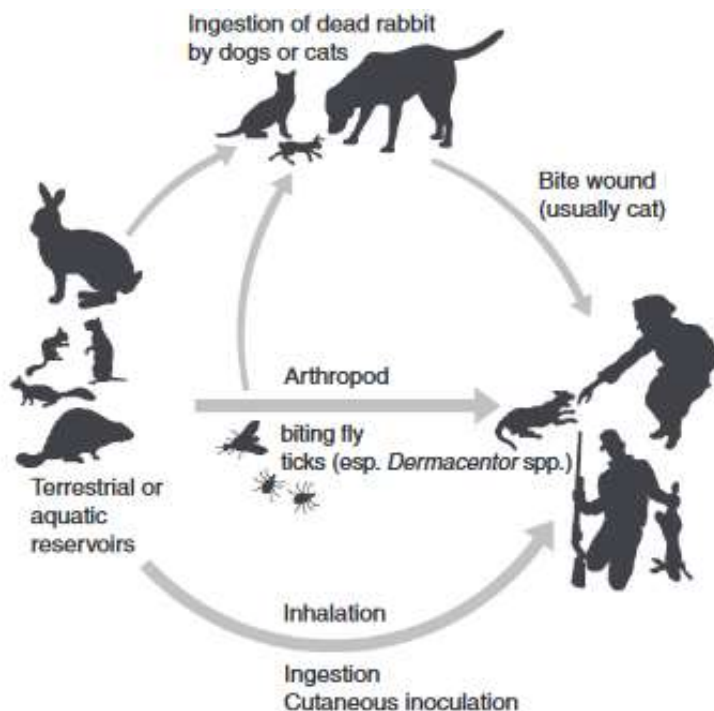 Ingestion of dead rabbit
by dogs or cats
Bite wound
(usually cat)
Arthropod
biting fly
ticks (esp. Dermacentor spp.)
Terrestrial or
aquatic
reservoirs
Inhalation
Ingestion
Cutaneous inoculation